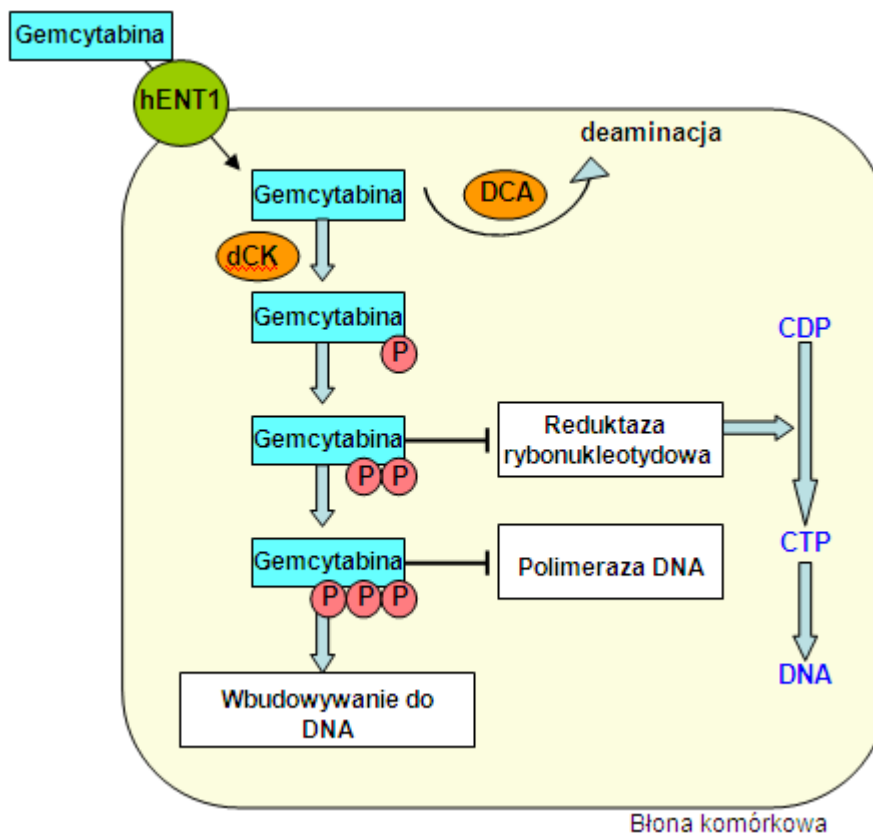 Gemcytabina
hENT1
deaminacja
Gemcytabina
DCA
dCK
Gemcytabina
P
CDP
Gemcytabina
P P
Reduktaza
rybonukleotydowa
CTP
Gemcytabina
P P P
Polimeraza DNA
DNA
Wbudowywanie do
DNA
Błona komórkowa